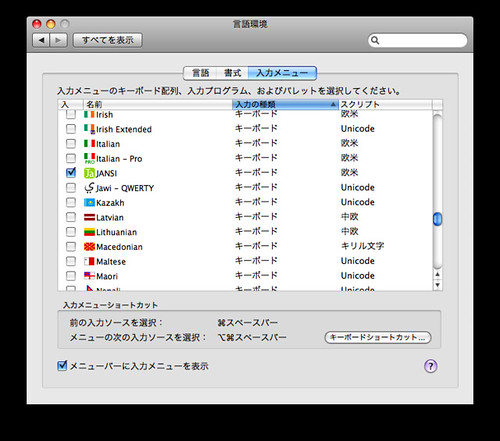 言語環境
すべてを表示
言語 書式 入力メニュー
入力メニューのキーボード配列、入力プログラム、およびパレットを選択してください。
入 名前 入力の種類 スクリプト
Irish キーボード 欧米
Irish Extended キーボード Unicode
Italian キーボード 欧米
Italian - Pro キーボード 欧米
JANSI キーボード 欧米
Jawi - QWERTY キーボード Unicode
Kazakh キーボード Unicode
Latvian キーボード 中欧
Lithuanian キーボード 中欧
Macedonian キーボード キリル文字
Maltese キーボード Unicode
Maori キーボード Unicode
Nepali キーボード Unicode
入力メニューショートカット
前の入力ソースを選択： ⌘スペースバー
メニューの次の入力ソースを選択： ⌥⌘スペースバー キーボードショートカット...
メニューバーに入力メニューを表示